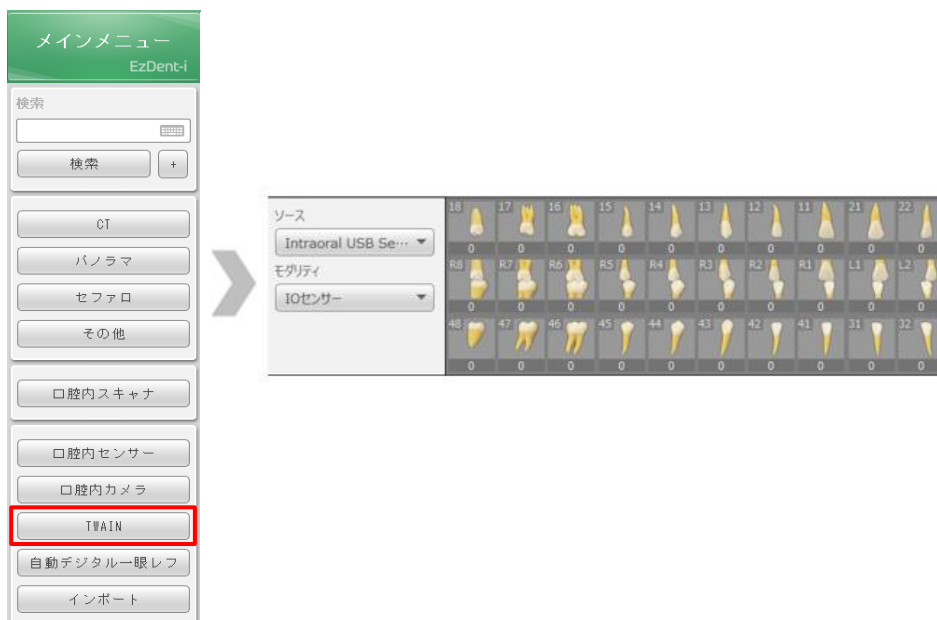 メインメニュー
EzDent-i
検索
検索 +
CT
パノラマ
セファロ
その他
口腔内スキャナ
口腔内センサー
口腔内カメラ
TWAIN
自動デジタル一眼レフ
インポート
ソース
Intraoral USB Se…
モダリティ
IOセンサー
18 17 16 15 14 13 12 11 21 22
0 0 0 0 0 0 0 0 0 0
R8 R7 R6 R5 R4 R3 R2 R1 L1 L2
0 0 0 0 0 0 0 0 0 0
48 47 46 45 44 43 42 41 31 32
0 0 0 0 0 0 0 0 0 0